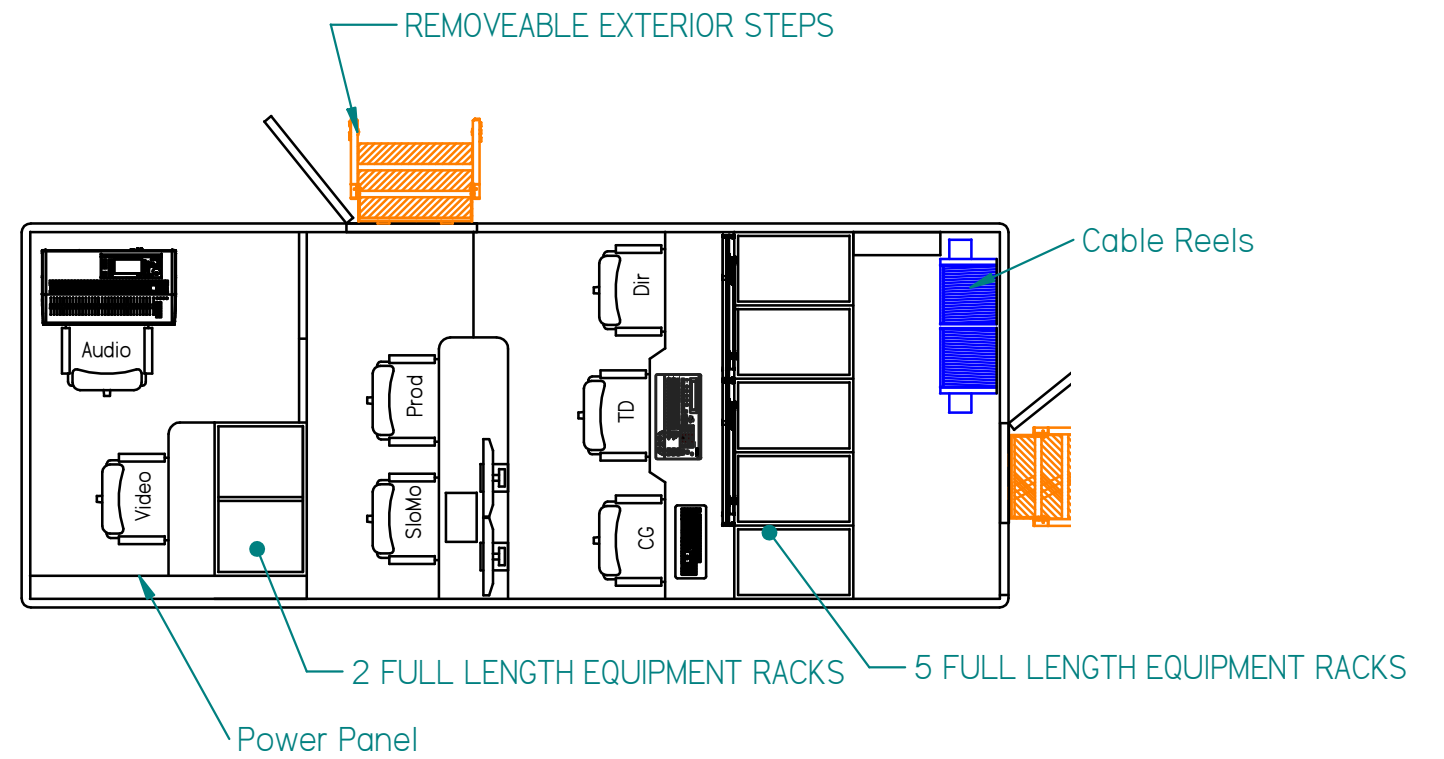 REMOVEABLE EXTERIOR STEPS
Cable Reels
Audio
Dir
Prod
TD
Video
SloMo
CG
2 FULL LENGTH EQUIPMENT RACKS
5 FULL LENGTH EQUIPMENT RACKS
Power Panel